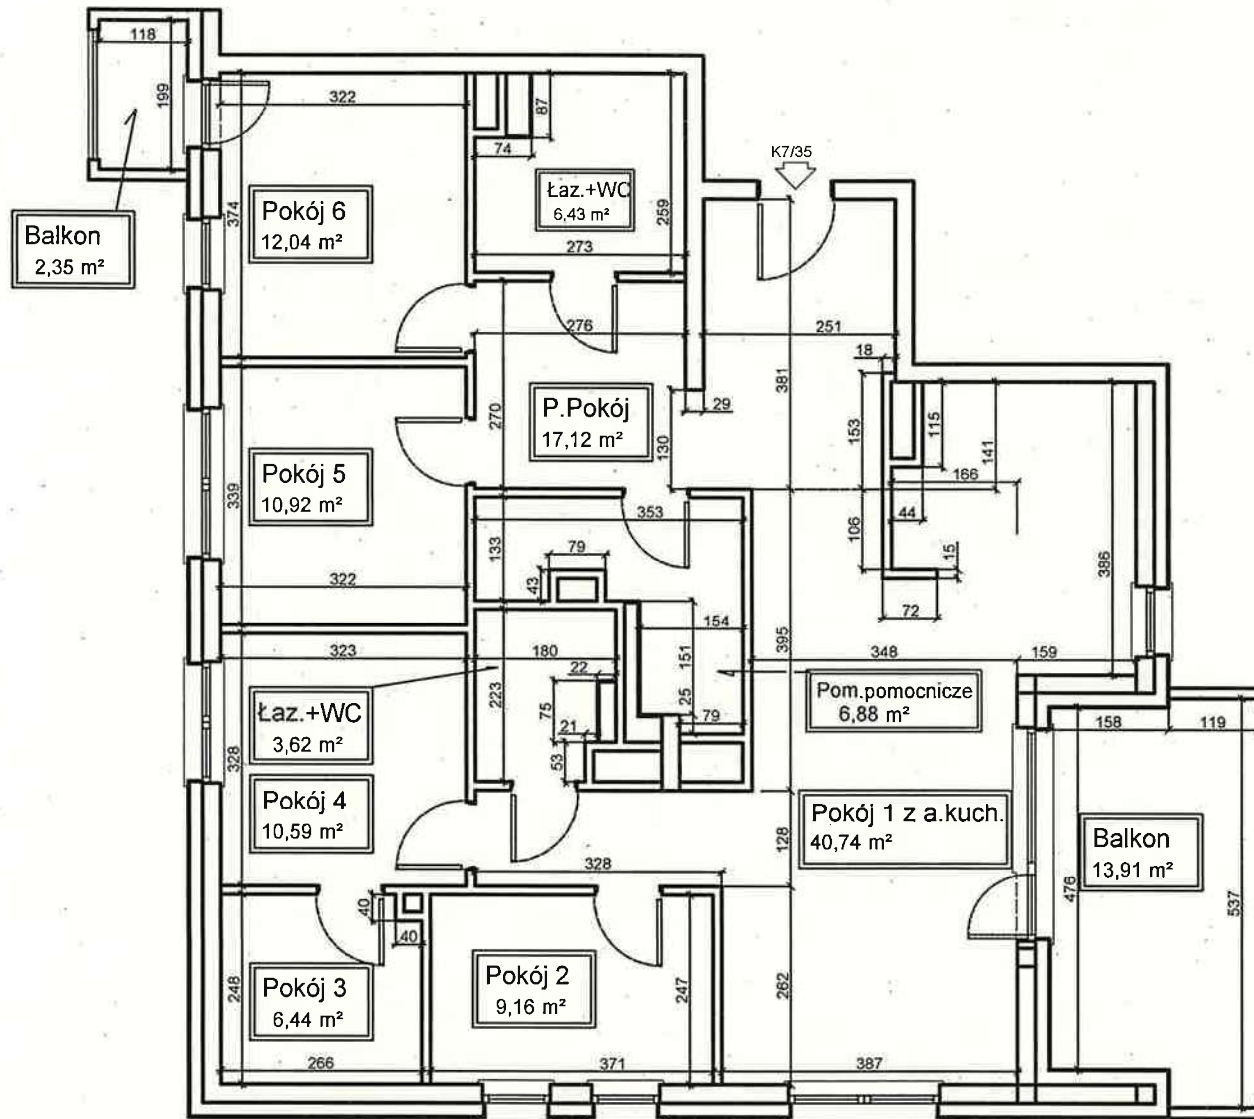 118
199
322
87
74
K7/35
Łaz.+WC
6,43 m²
259
374
Pokój 6
12,04 m²
Balkon
2,35 m²
273
276
251
18
381
P.Pokój
17,12 m²
29
270
130
153
115
141
166
Pokój 5
10,92 m²
339
353
44
133
79
43
106
15
386
322
72
154
323
180
151
395
348
159
22
223
Łaz.+WC
3,62 m²
75
25
79
Pom.pomocnicze
6,88 m²
21
53
158
119
328
Pokój 4
10,59 m²
Pokój 1 z a.kuch.
40,74 m²
128
Balkon
13,91 m²
328
476
537
40
40
248
Pokój 3
6,44 m²
Pokój 2
9,16 m²
247
262
266
371
387